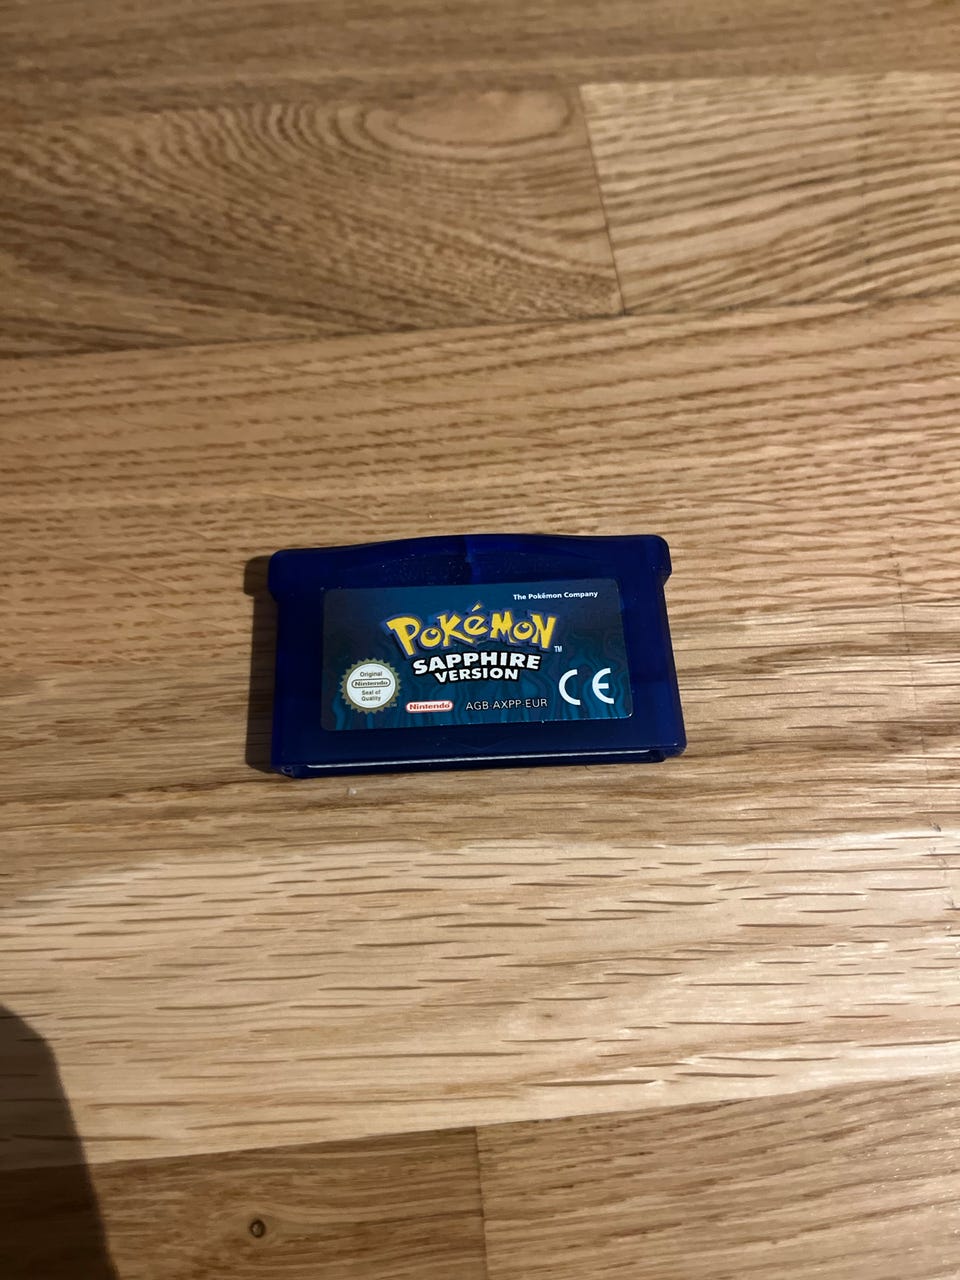 The Pokémon Company
POKéMON
TM
SAPPHIRE
VERSION
Original
Nintendo
Seal of
Quality
Nintendo
AGB-AXPP-EUR
CE